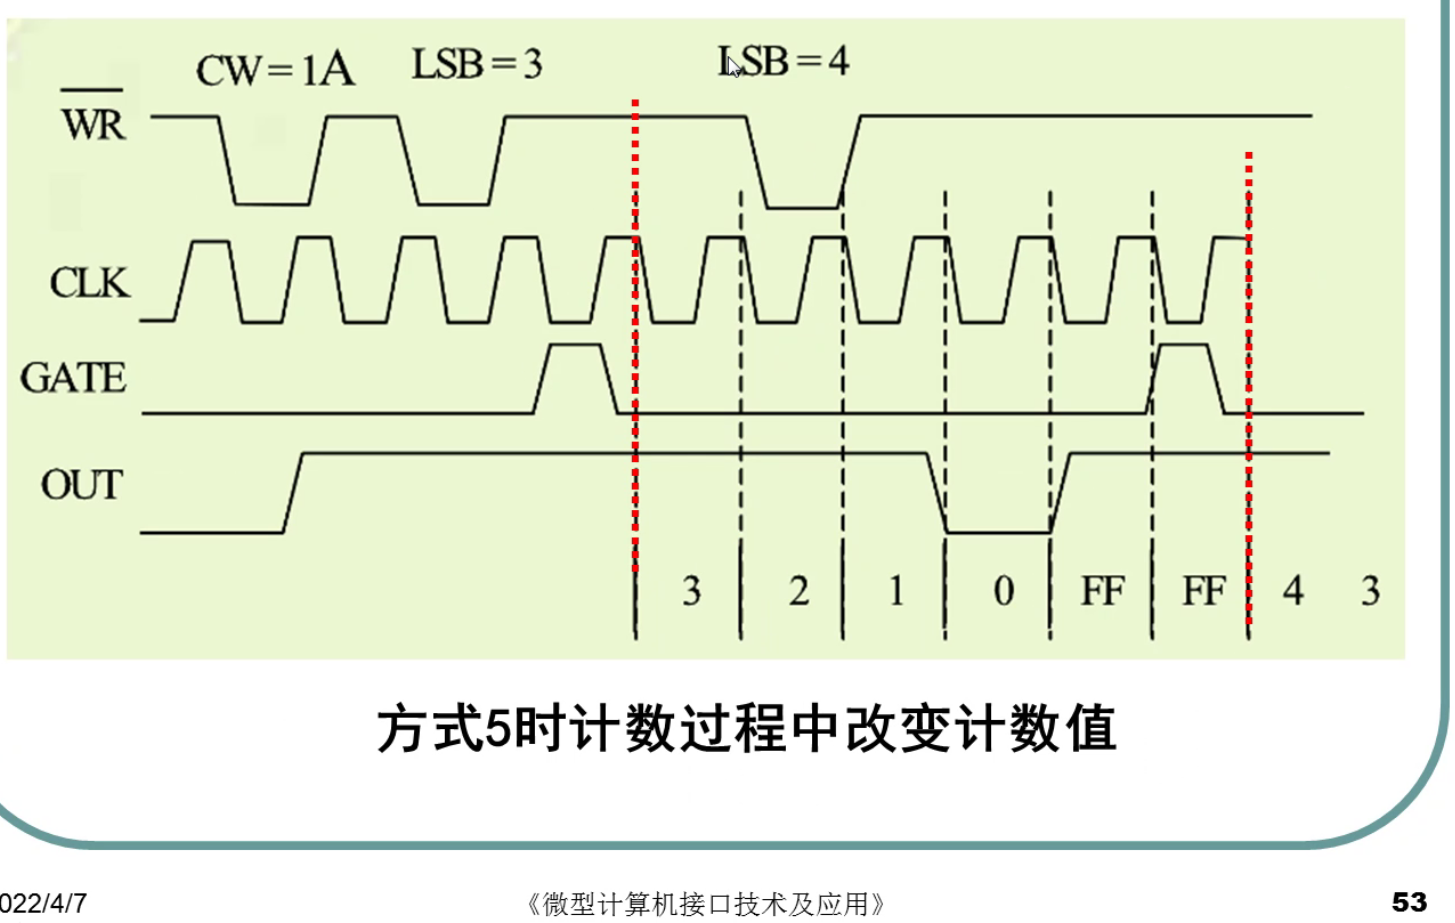 CW=1A LSB=3 LSB=4
WR
CLK
GATE
OUT
3 2 1 0 FF FF 4 3
方式5时计数过程中改变计数值
022/4/7 《微型计算机接口技术及应用》 53